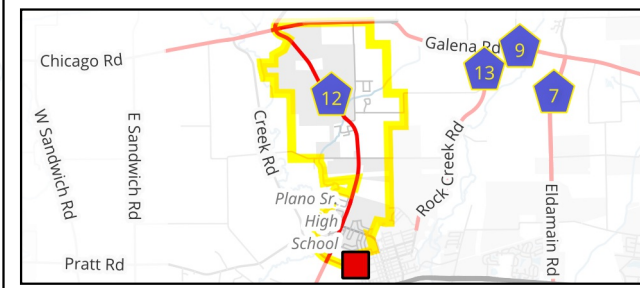 Chicago Rd
Galena Rd
9
13
12
7
W Sandwich Rd
E Sandwich Rd
Creek Rd
Rock Creek Rd
Eldamain Rd
Plano Sr.
High
School
Pratt Rd